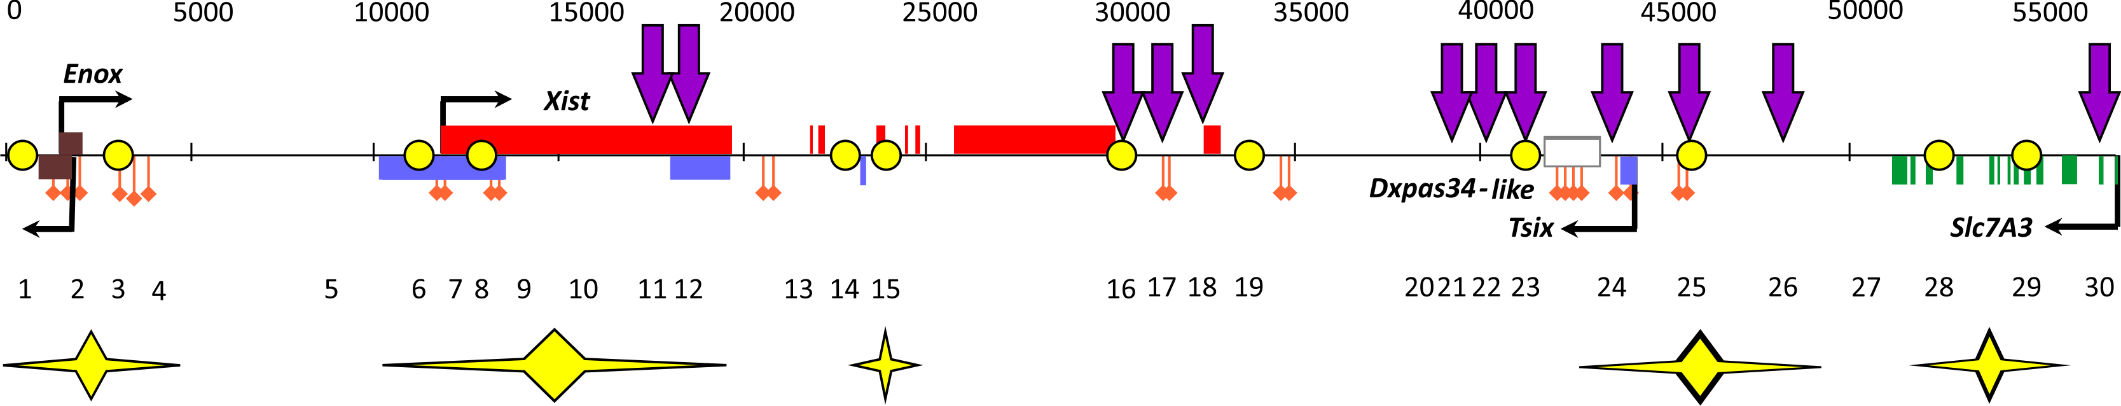 0 5000 10000 15000 20000 25000 30000 35000 40000 45000 50000 55000
Enox
Xist
Dxpas34-like
Tsix
Slc7A3
1 2 3 4 5 6 7 8 9 10 11 12 13 14 15 16 17 18 19 20 21 22 23 24 25 26 27 28 29 30